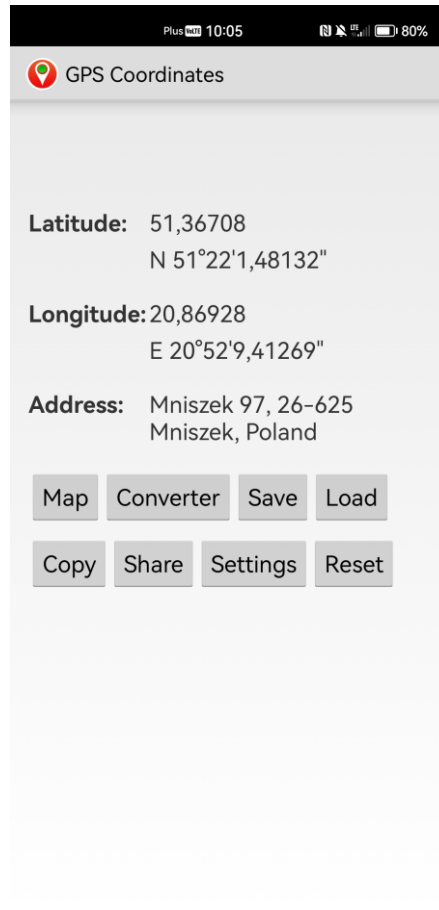 Plus VoLTE 10:05 80%
GPS Coordinates
Latitude: 51,36708
N 51°22'1,48132"
Longitude: 20,86928
E 20°52'9,41269"
Address: Mniszek 97, 26-625
Mniszek, Poland
Map Converter Save Load
Copy Share Settings Reset